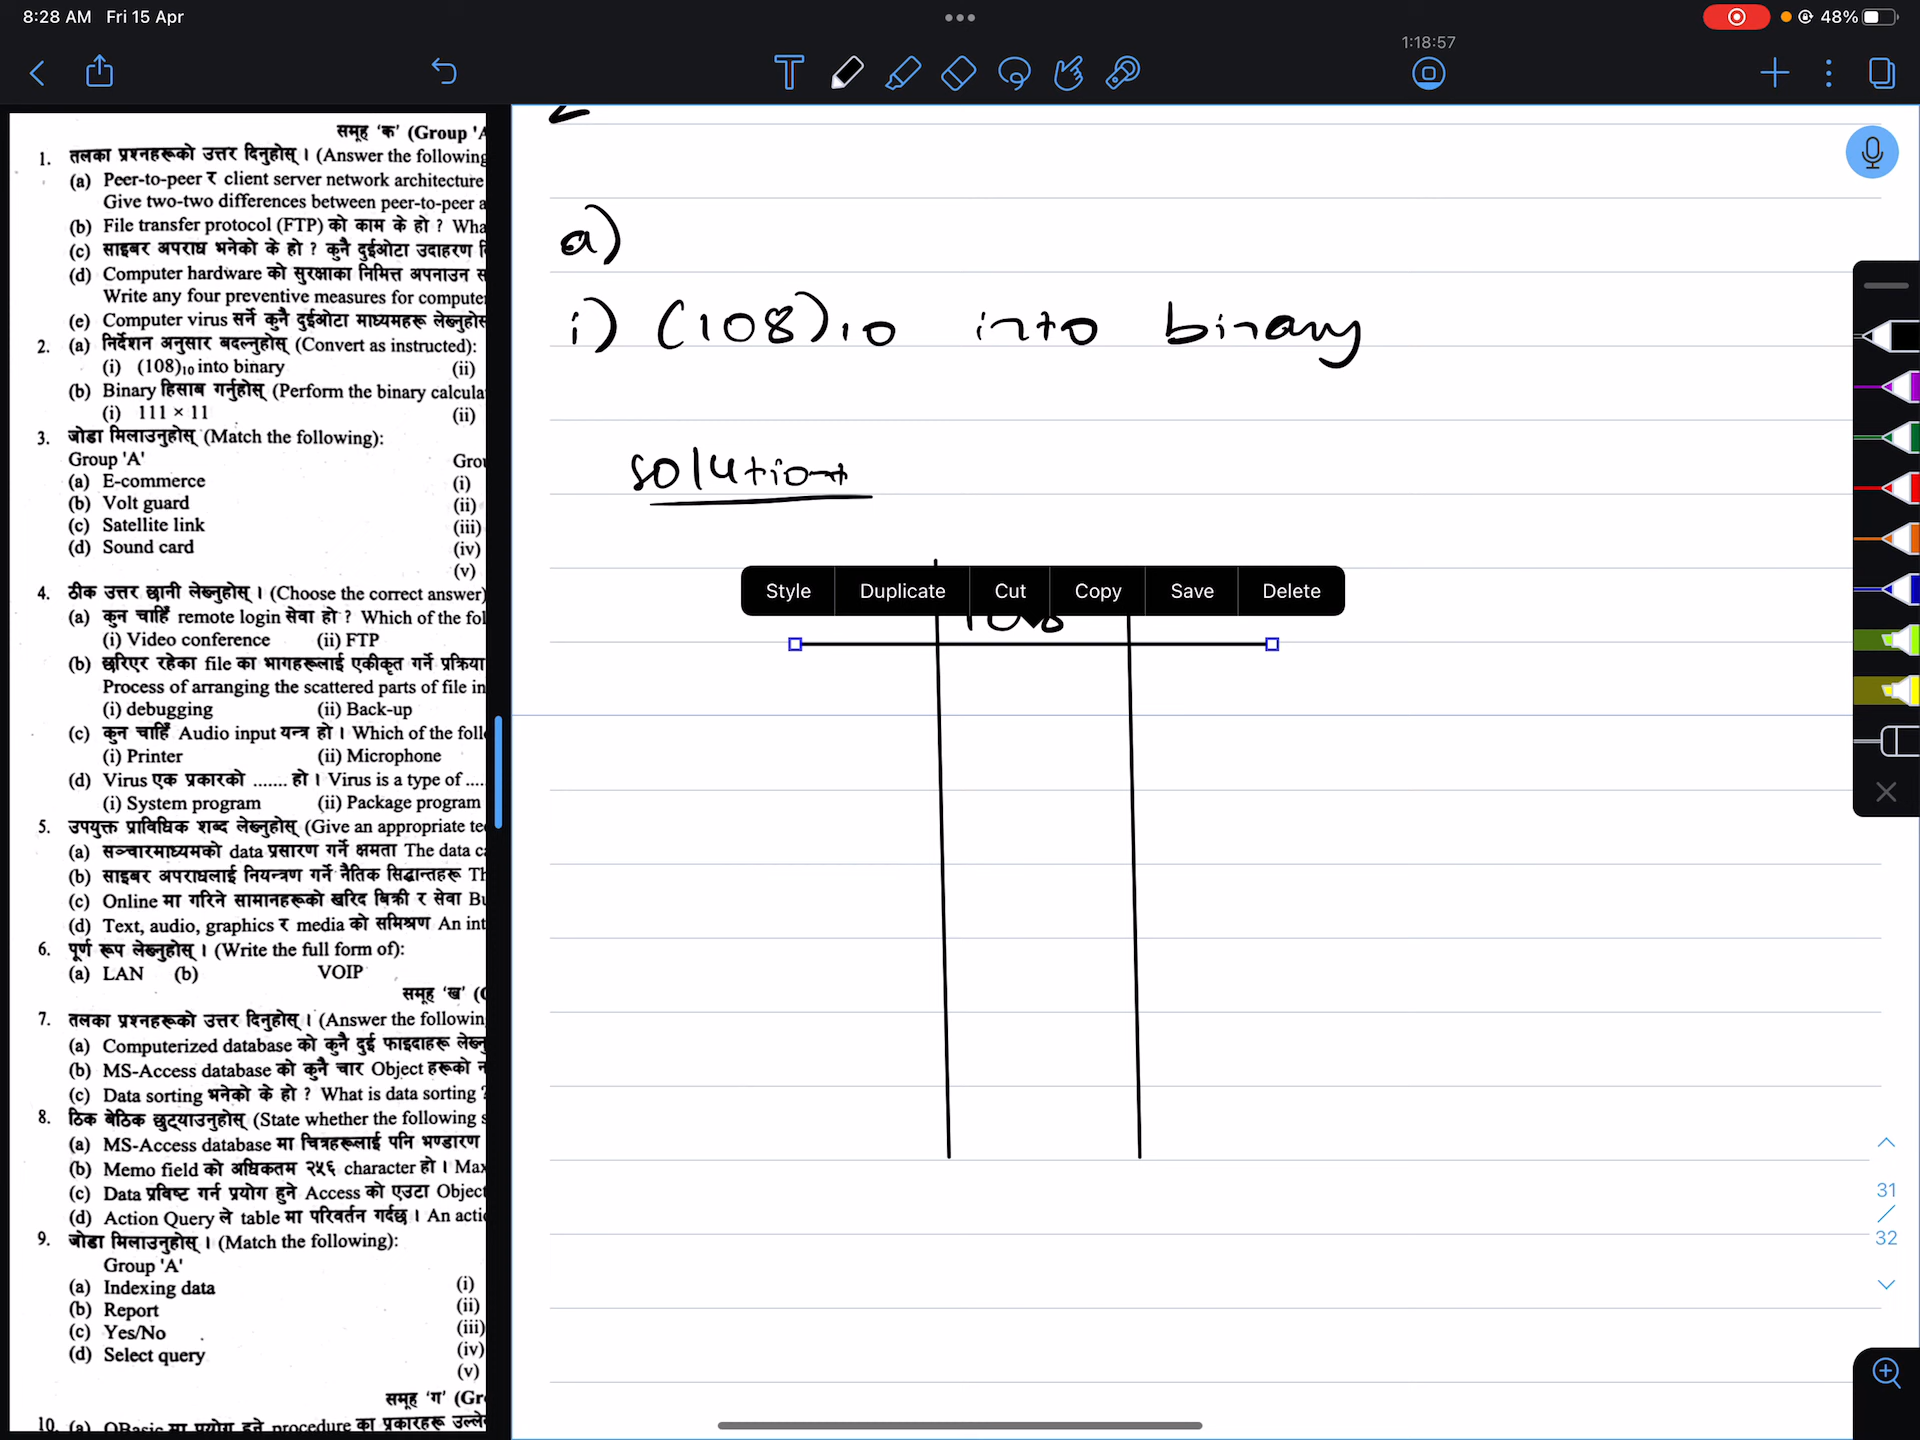 8:28 AM Fri 15 Apr
48%
1:18:57
समूह 'क' (Group 'A
1. तलका प्रश्नहरूको उत्तर दिनुहोस् । (Answer the following
(a) Peer-to-peer र client server network architecture
Give two-two differences between peer-to-peer a
(b) File transfer protocol (FTP) को काम के हो ? Wha
(c) साइबर अपराध भनेको के हो ? कुनै दुईओटा उदाहरण
(d) Computer hardware को सुरक्षाका निमित्त अपनाउन स
Write any four preventive measures for compute
(e) Computer virus सर्ने कुनै दुईओटा माध्यमहरू लेख्नुहोस्
2. (a) निर्देशन अनुसार बदल्नुहोस् (Convert as instructed):
(i) (108)₁₀ into binary (ii)
(b) Binary हिसाब गर्नुहोस् (Perform the binary calcula
(i) 111 × 11 (ii)
3. जोडा मिलाउनुहोस् (Match the following):
Group 'A' Grou
(a) E-commerce (i)
(b) Volt guard (ii)
(c) Satellite link (iii)
(d) Sound card (iv)
(v)
4. ठीक उत्तर छानी लेख्नुहोस् । (Choose the correct answer)
(a) कुन चाहिँ remote login सेवा हो ? Which of the fol
(i) Video conference (ii) FTP
(b) छरिएर रहेका file का भागहरूलाई एकीकृत गर्ने प्रक्रिया
Process of arranging the scattered parts of file in
(i) debugging (ii) Back-up
(c) कुन चाहिँ Audio input यन्त्र हो । Which of the foll
(i) Printer (ii) Microphone
(d) Virus एक प्रकारको ....... हो । Virus is a type of ....
(i) System program (ii) Package program
5. उपयुक्त प्राविधिक शब्द लेख्नुहोस् (Give an appropriate te
(a) सञ्चारमाध्यमको data प्रसारण गर्ने क्षमता The data ca
(b) साइबर अपराधलाई नियन्त्रण गर्ने नैतिक सिद्धान्तहरू Th
(c) Online मा गरिने सामानहरूको खरिद बिक्री र सेवा Bu
(d) Text, audio, graphics र media को समिश्रण An int
6. पूर्ण रूप लेख्नुहोस् । (Write the full form of):
(a) LAN (b) VOIP
समूह 'ख' (G
7. तलका प्रश्नहरूको उत्तर दिनुहोस् । (Answer the followin
(a) Computerized database को कुनै दुई फाइदाहरू लेख्नु
(b) MS-Access database को कुनै चार Object हरूको न
(c) Data sorting भनेको के हो ? What is data sorting ?
8. ठिक बेठिक छुट्याउनुहोस् (State whether the following s
(a) MS-Access database मा चित्रहरूलाई पनि भण्डारण
(b) Memo field को अधिकतम २५६ character हो । Max
(c) Data प्रविष्ट गर्न प्रयोग हुने Access को एउटा Object
(d) Action Query ले table मा परिवर्तन गर्दछ । An acti
9. जोडा मिलाउनुहोस् । (Match the following):
Group 'A'
(a) Indexing data (i)
(b) Report (ii)
(c) Yes/No (iii)
(d) Select query (iv)
(v)
समूह 'ग' (Gr
10. (a) QBasic मा प्रयोग हुने procedure का प्रकारहरू उल्ले
a)
i) (108)10 into binary
solution
Style Duplicate Cut Copy Save Delete
108
31
/
32